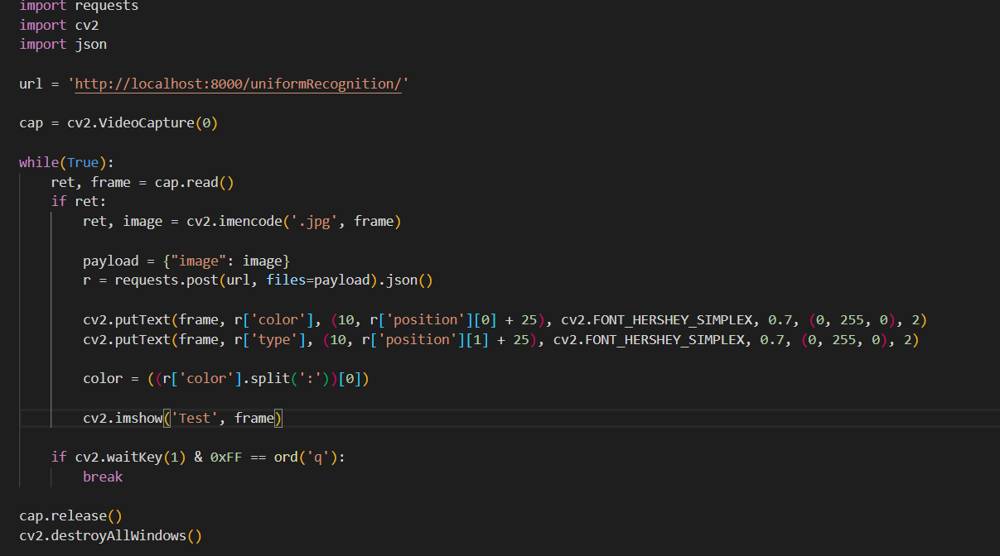 import requests
import cv2
import json
url = 'http://localhost:8000/uniformRecognition/'
cap = cv2.VideoCapture(0)
while(True):
    ret, frame = cap.read()
    if ret:
        ret, image = cv2.imencode('.jpg', frame)
        payload = {"image": image}
        r = requests.post(url, files=payload).json()
        cv2.putText(frame, r['color'], (10, r['position'][0] + 25), cv2.FONT_HERSHEY_SIMPLEX, 0.7, (0, 255, 0), 2)
        cv2.putText(frame, r['type'], (10, r['position'][1] + 25), cv2.FONT_HERSHEY_SIMPLEX, 0.7, (0, 255, 0), 2)
        color = ((r['color'].split(':'))[0])
        cv2.imshow('Test', frame)
    if cv2.waitKey(1) & 0xFF == ord('q'):
        break
cap.release()
cv2.destroyAllWindows()